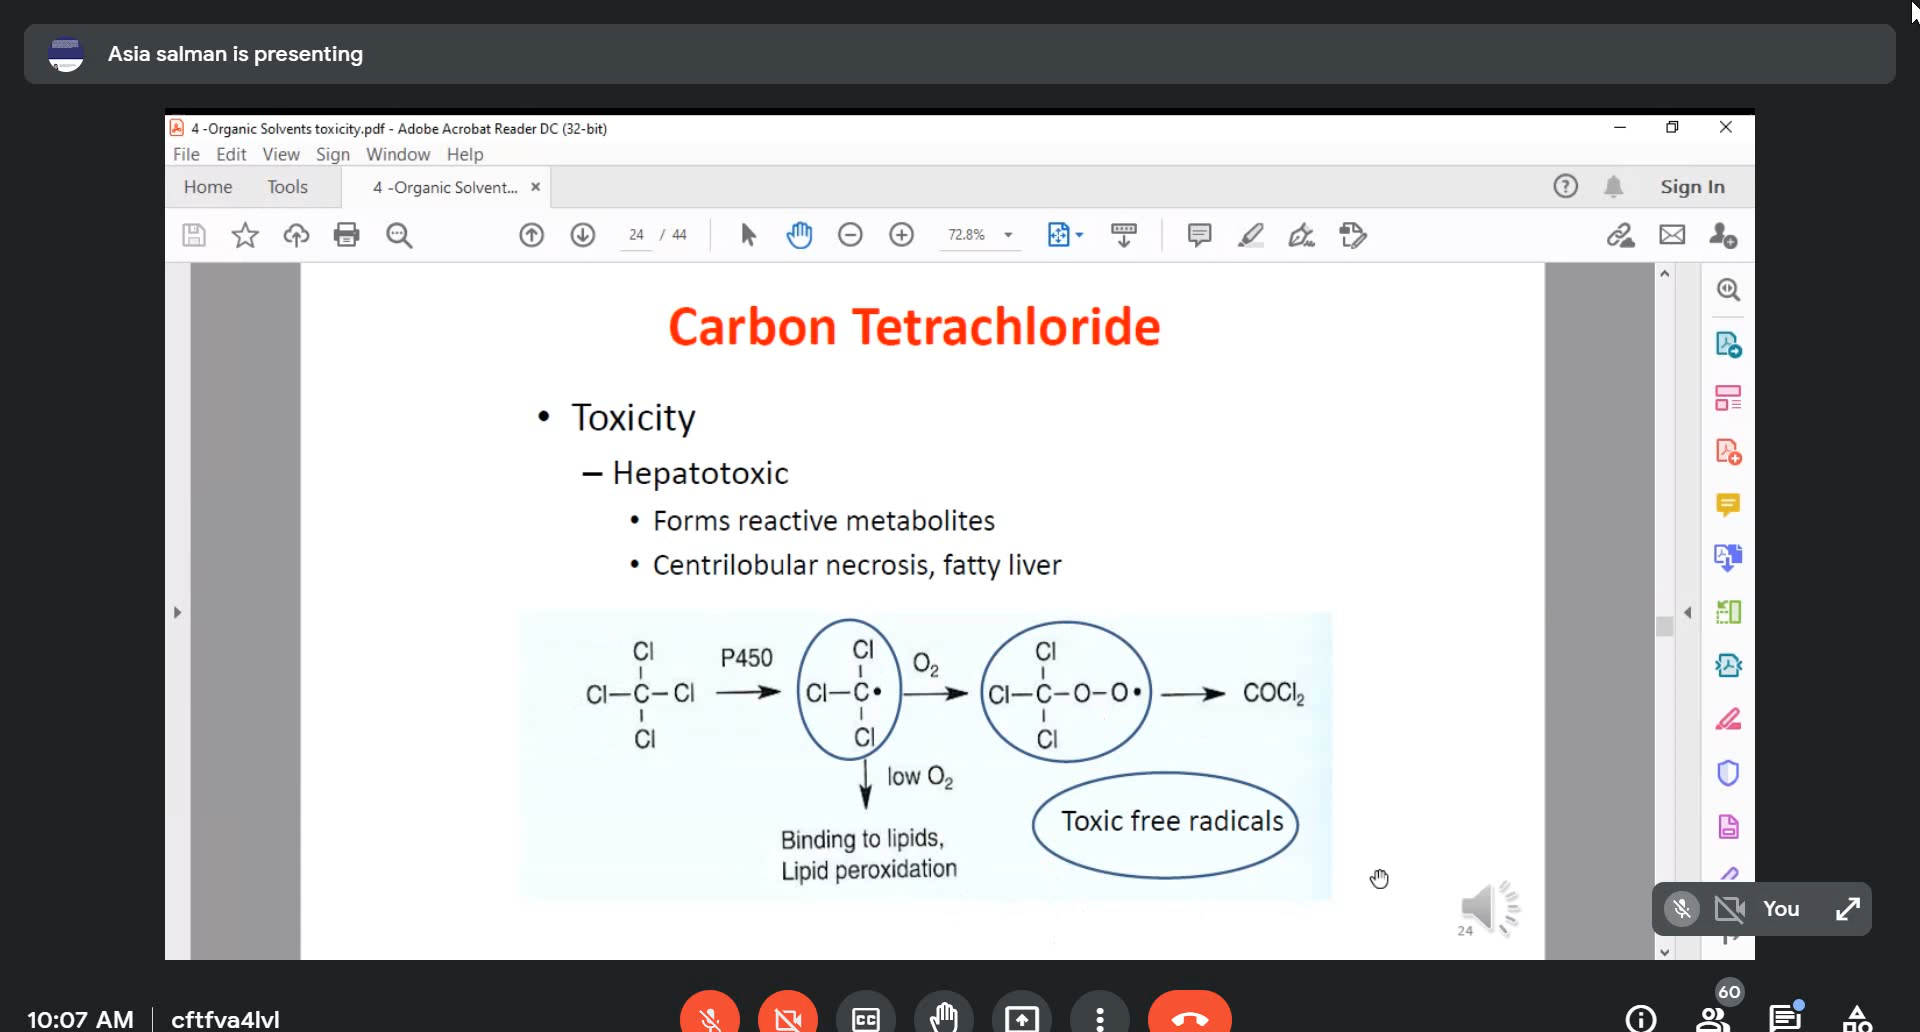 Asia salman is presenting
4 -Organic Solvents toxicity.pdf - Adobe Acrobat Reader DC (32-bit)
File Edit View Sign Window Help
Home Tools 4 -Organic Solvent... × Sign In
24 / 44 72.8%
Carbon Tetrachloride
• Toxicity
– Hepatotoxic
• Forms reactive metabolites
• Centrilobular necrosis, fatty liver
Cl
Cl–C–Cl
Cl
P450
Cl
Cl–C•
Cl
O₂
Cl
Cl–C–O–O•
Cl
COCl₂
low O₂
Binding to lipids,
Lipid peroxidation
Toxic free radicals
24
You
60
10:07 AM | cftfva4lvl
CC